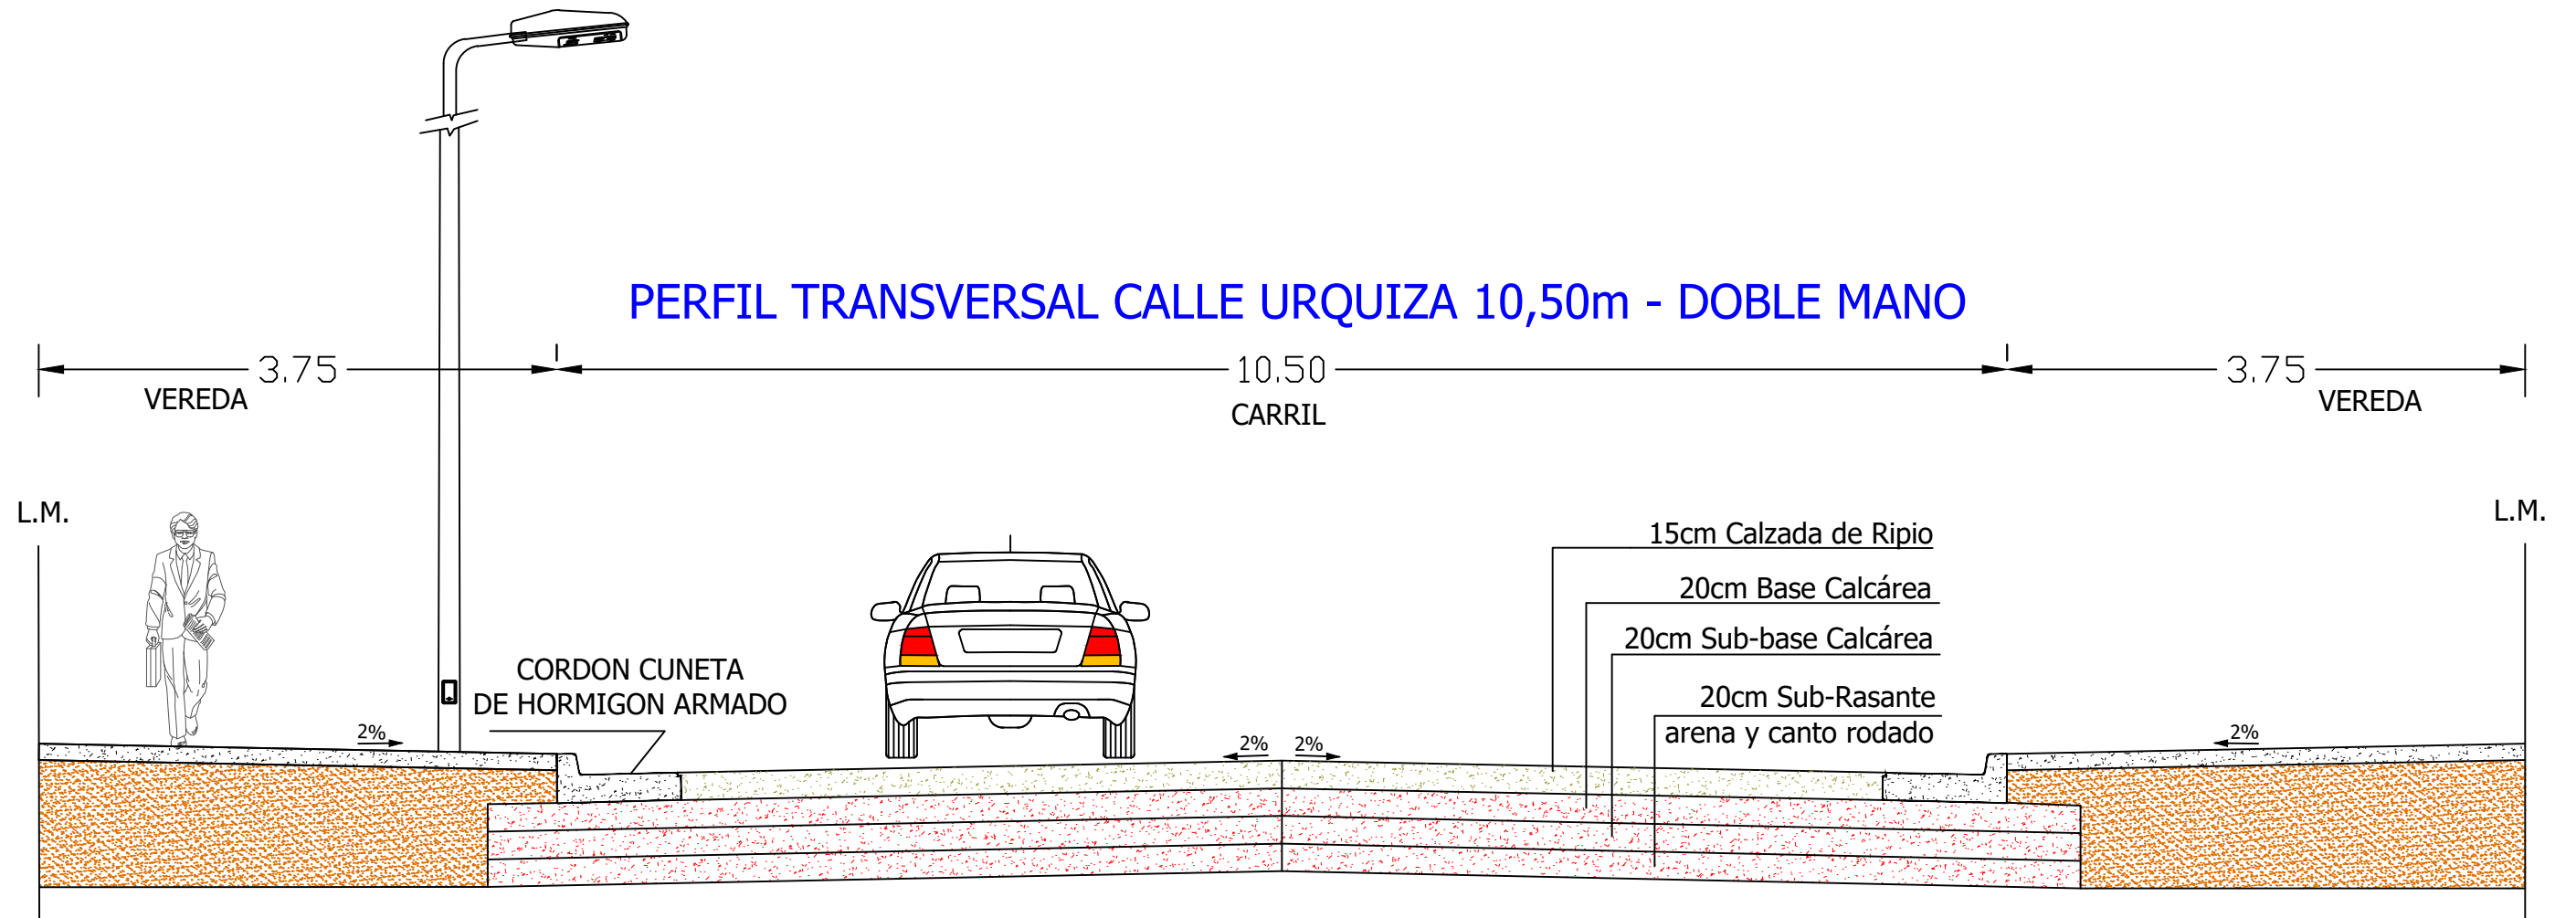 PERFIL TRANSVERSAL CALLE URQUIZA 10,50m - DOBLE MANO
3.75
10.50
3.75
VEREDA
CARRIL
VEREDA
L.M.
L.M.
15cm Calzada de Ripio
20cm Base Calcárea
20cm Sub-base Calcárea
20cm Sub-Rasante
arena y canto rodado
CORDON CUNETA
DE HORMIGON ARMADO
2%
2%
2%
2%